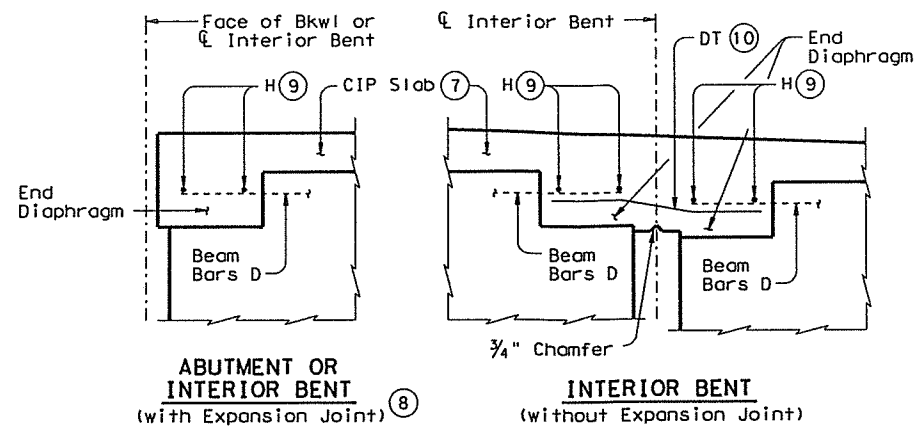 Face of Bkwl or
℄ Interior Bent
℄ Interior Bent
DT 10
End
Diaphragm
H 9
CIP Slab 7
H 9
H 9
End
Diaphragm
Beam
Bars D
Beam
Bars D
Beam
Bars D
¾" Chamfer
ABUTMENT OR
INTERIOR BENT
(with Expansion Joint) 8
INTERIOR BENT
(without Expansion Joint)